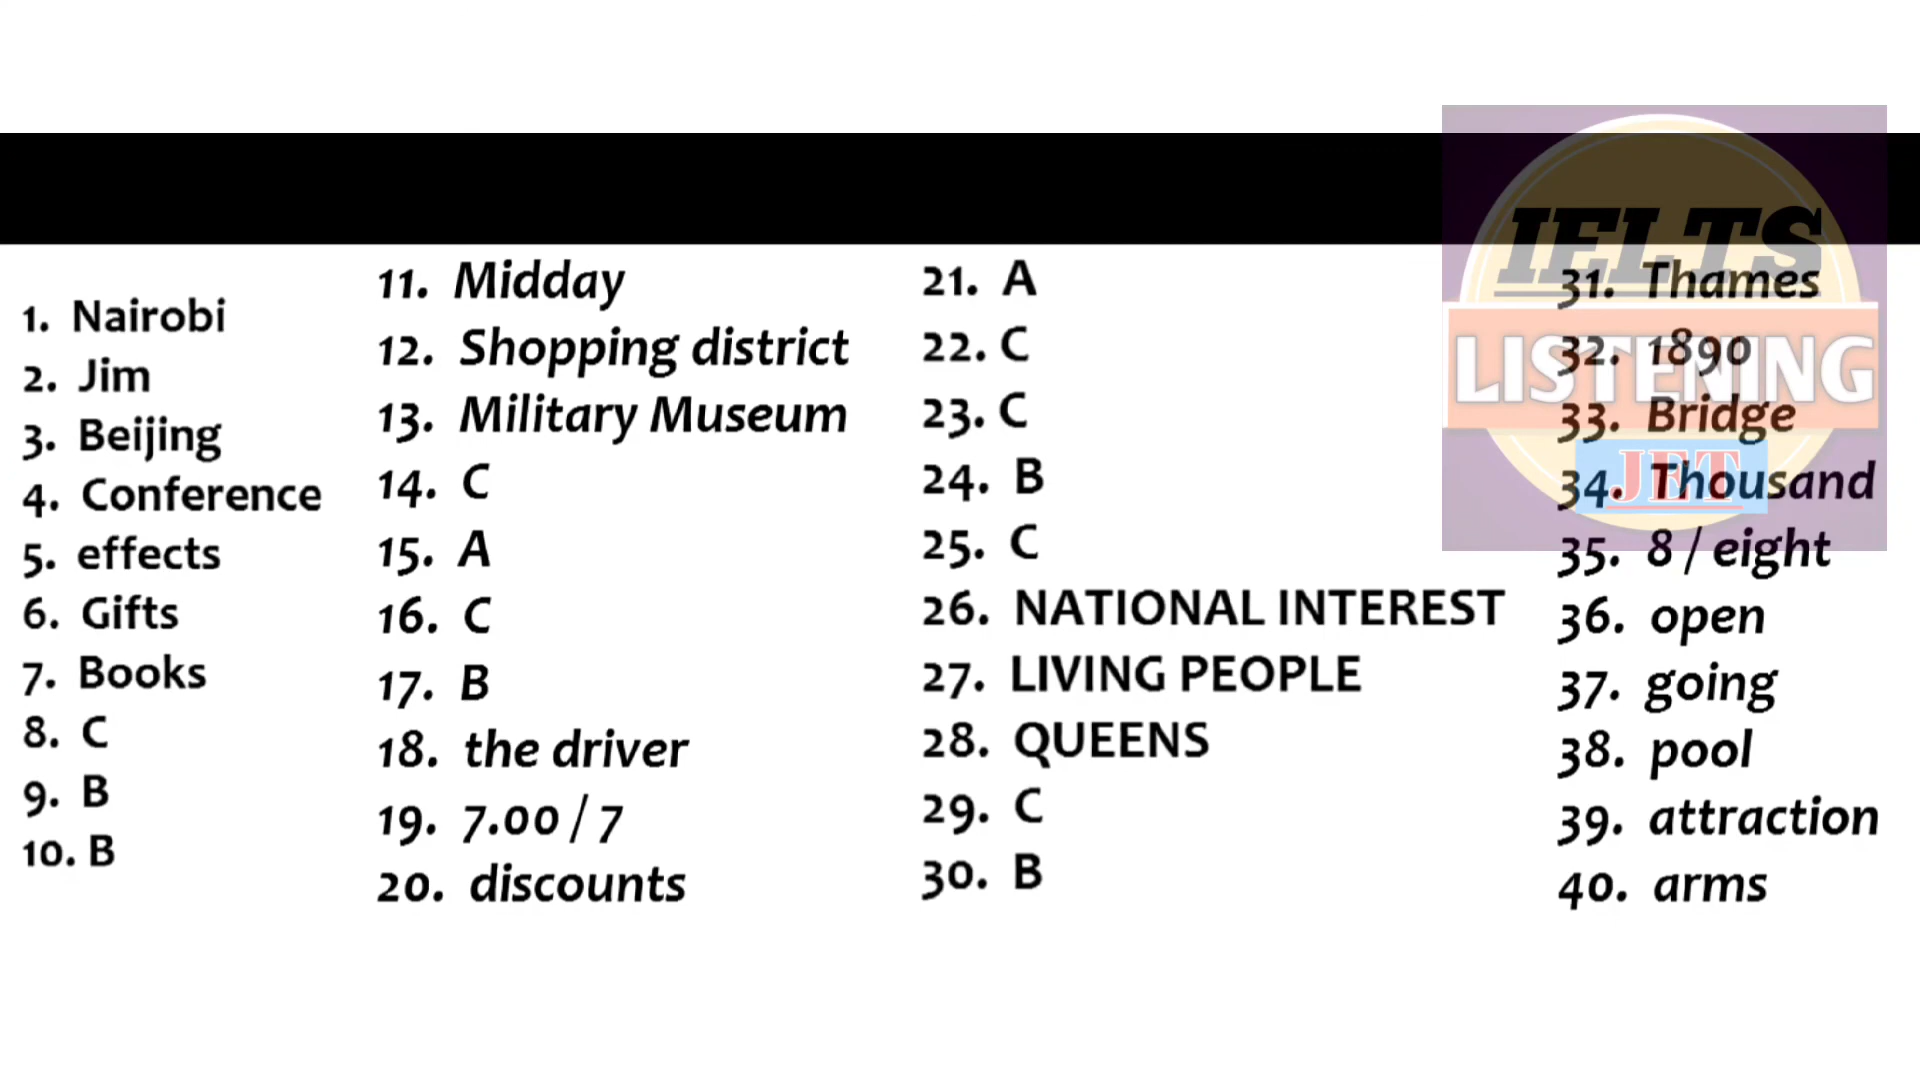 IELTS
LISTENING
JET
1. Nairobi
2. Jim
3. Beijing
4. Conference
5. effects
6. Gifts
7. Books
8. C
9. B
10. B
11. Midday
12. Shopping district
13. Military Museum
14. C
15. A
16. C
17. B
18. the driver
19. 7.00 / 7
20. discounts
21. A
22. C
23. C
24. B
25. C
26. NATIONAL INTEREST
27. LIVING PEOPLE
28. QUEENS
29. C
30. B
31. Thames
32. 1890
33. Bridge
34. Thousand
35. 8 / eight
36. open
37. going
38. pool
39. attraction
40. arms